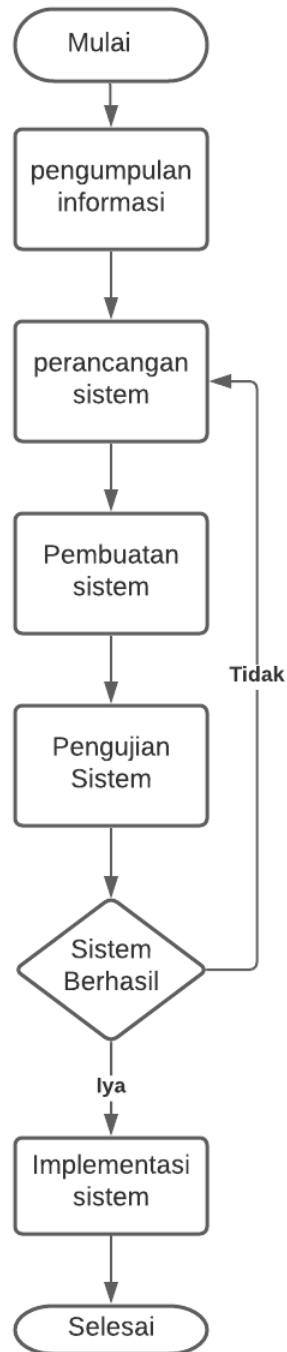 Mulai
pengumpulan
informasi
perancangan
sistem
Pembuatan
sistem
Tidak
Pengujian
Sistem
Sistem
Berhasil
Iya
Implementasi
sistem
Selesai